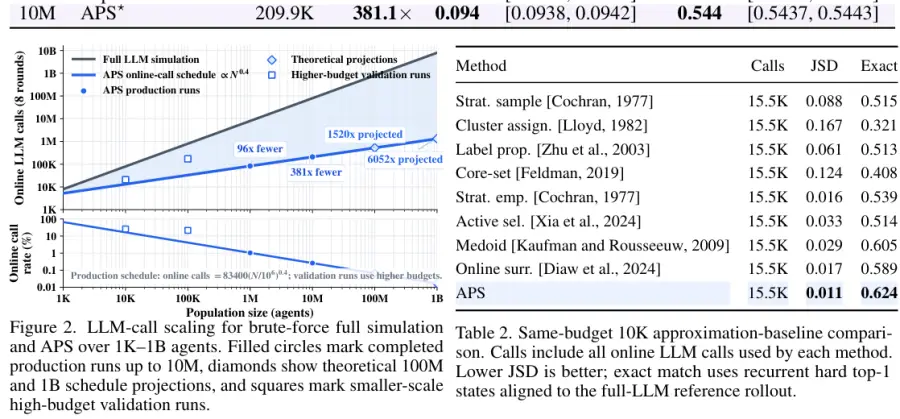 10M APS* 209.9K 381.1× 0.094 [0.0938, 0.0942] 0.544 [0.5437, 0.5443]
Online LLM calls (8 rounds)
10B
1B
100M
10M
1M
100K
10K
1K
Full LLM simulation
APS online-call schedule ∝N^0.4
APS production runs
Theoretical projections
Higher-budget validation runs
96x fewer
381x fewer
1520x projected
6052x projected
Online call
rate (%)
100
10
1
0.1
0.01
Production schedule: online calls = 83400(N/10^6)^0.4; validation runs use higher budgets.
1K 10K 100K 1M 10M 100M 1B
Population size (agents)
Figure 2. LLM-call scaling for brute-force full simulation
and APS over 1K–1B agents. Filled circles mark completed
production runs up to 10M, diamonds show theoretical 100M
and 1B schedule projections, and squares mark smaller-scale
high-budget validation runs.
Method Calls JSD Exact
Strat. sample [Cochran, 1977] 15.5K 0.088 0.515
Cluster assign. [Lloyd, 1982] 15.5K 0.167 0.321
Label prop. [Zhu et al., 2003] 15.5K 0.061 0.513
Core-set [Feldman, 2019] 15.5K 0.124 0.408
Strat. emp. [Cochran, 1977] 15.5K 0.016 0.539
Active sel. [Xia et al., 2024] 15.5K 0.033 0.514
Medoid [Kaufman and Rousseeuw, 2009] 15.5K 0.029 0.605
Online surr. [Diaw et al., 2024] 15.5K 0.017 0.589
APS 15.5K 0.011 0.624
Table 2. Same-budget 10K approximation-baseline compari-
son. Calls include all online LLM calls used by each method.
Lower JSD is better; exact match uses recurrent hard top-1
states aligned to the full-LLM reference rollout.